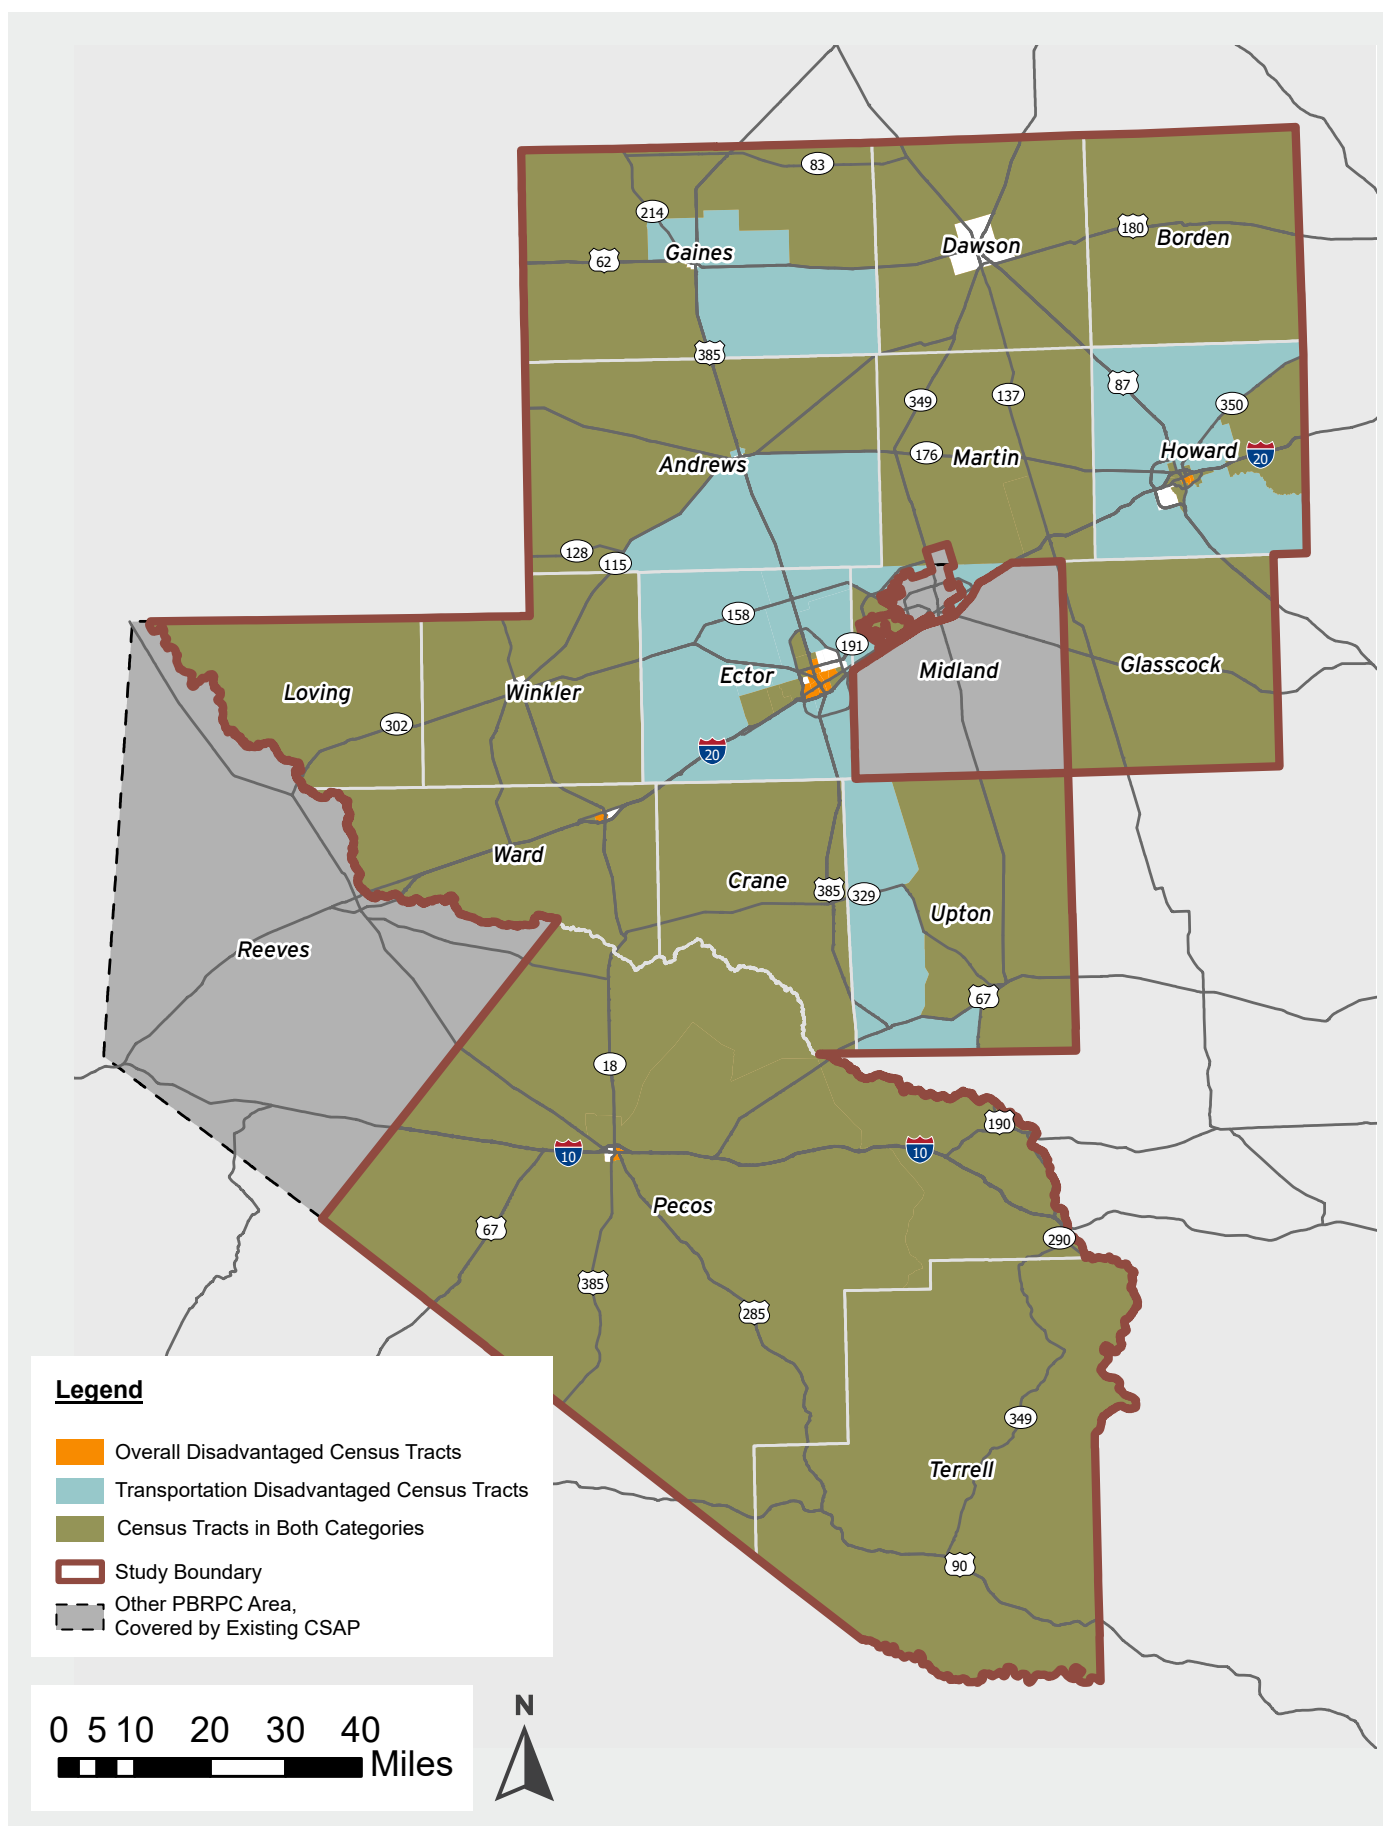 83
214
Gaines
Dawson
180
Borden
62
385
87
349
137
350
Andrews
176
Martin
Howard
20
128
115
158
191
Ector
Midland
Glasscock
Loving
Winkler
302
20
Ward
Crane
385
329
Upton
Reeves
67
18
190
10
10
Pecos
67
290
385
285
349
Terrell
90
Legend
Overall Disadvantaged Census Tracts
Transportation Disadvantaged Census Tracts
Census Tracts in Both Categories
Study Boundary
Other PBRPC Area,
Covered by Existing CSAP
N
0 5 10 20 30 40
Miles